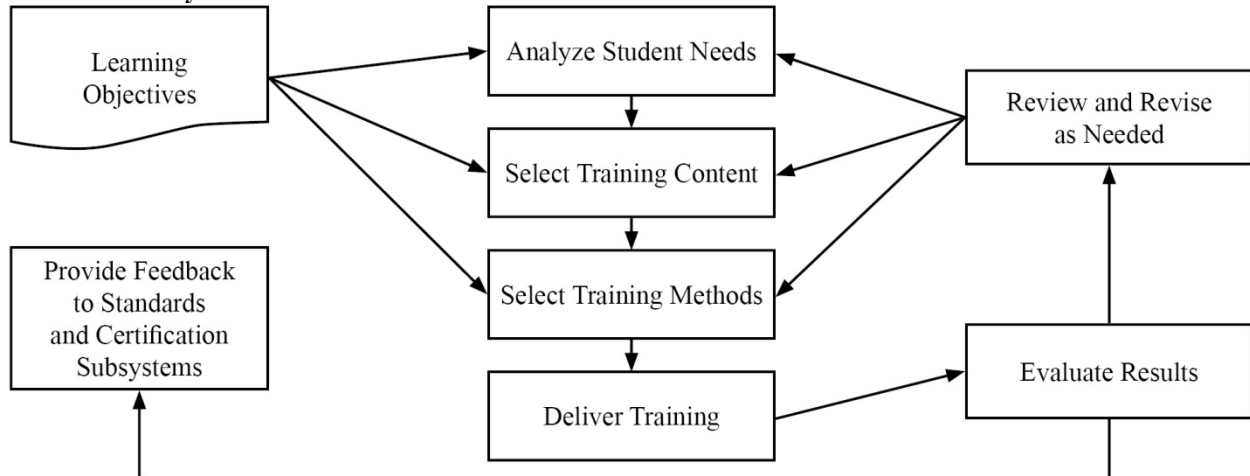 Learning
Objectives
Analyze Student Needs
Review and Revise
as Needed
Select Training Content
Provide Feedback
to Standards
and Certification
Subsystems
Select Training Methods
Evaluate Results
Deliver Training